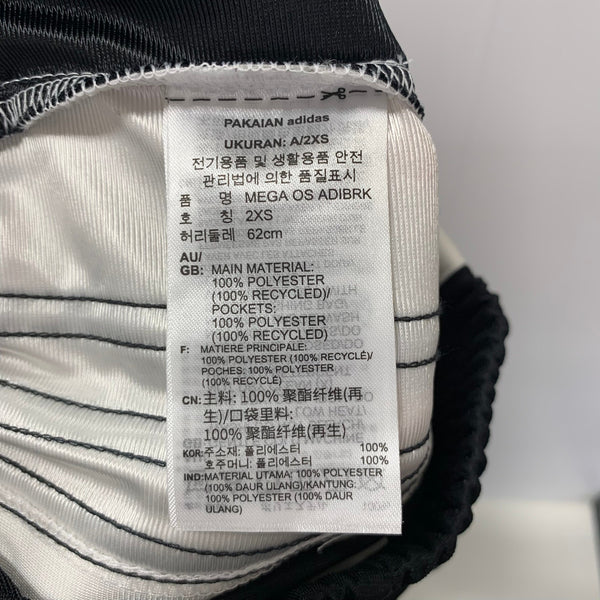 PAKAIAN adidas
UKURAN: A/2XS
전기용품 및 생활용품 안전
관리법에 의한 품질표시
품 명 MEGA OS ADIBRK
호 칭 2XS
허리둘레 62cm
AU/
GB: MAIN MATERIAL:
100% POLYESTER
(100% RECYCLED)/
POCKETS:
100% POLYESTER
(100% RECYCLED)
F: MATIERE PRINCIPALE:
100% POLYESTER (100% RECYCLÉ)/
POCHES: 100% POLYESTER
(100% RECYCLÉ)
CN: 主料: 100% 聚酯纤维(再
生)/口袋里料:
100% 聚酯纤维(再生)
KOR: 주소재: 폴리에스터 100%
호주머니: 폴리에스터 100%
IND: MATERIAL UTAMA: 100% POLYESTER
(100% DAUR ULANG)/KANTUNG:
100% POLYESTER (100% DAUR
ULANG)